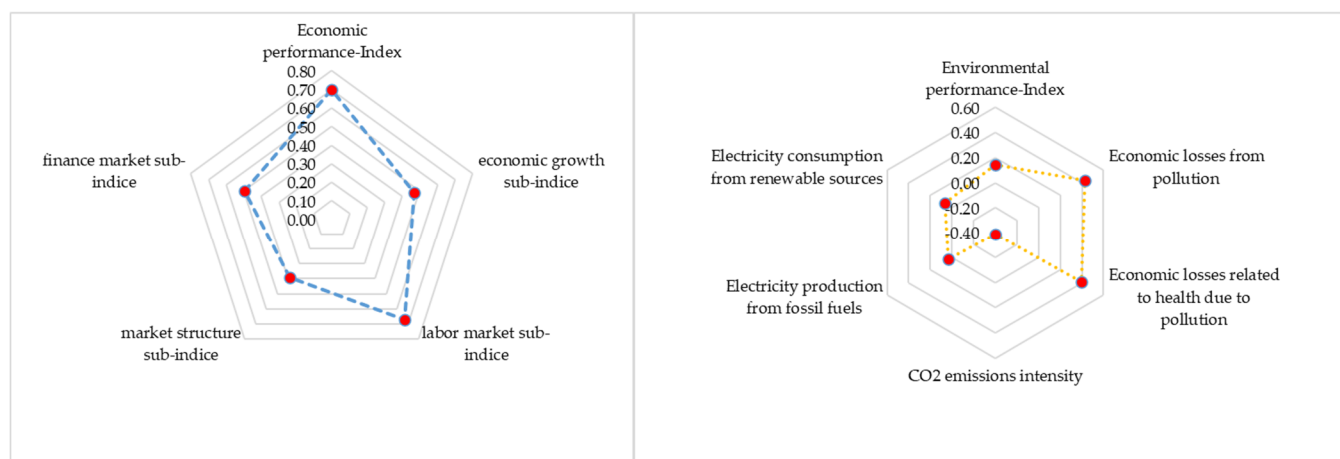 Economic
performance-Index
0.80
0.70
0.60
0.50
0.40
0.30
0.20
0.10
0.00
economic growth
sub-indice
labor market sub-
indice
market structure
sub-indice
finance market sub-
indice
Environmental
performance-Index
0.60
0.40
0.20
0.00
-0.20
-0.40
Economic losses from
pollution
Economic losses related
to health due to
pollution
CO2 emissions intensity
Electricity production
from fossil fuels
Electricity consumption
from renewable sources